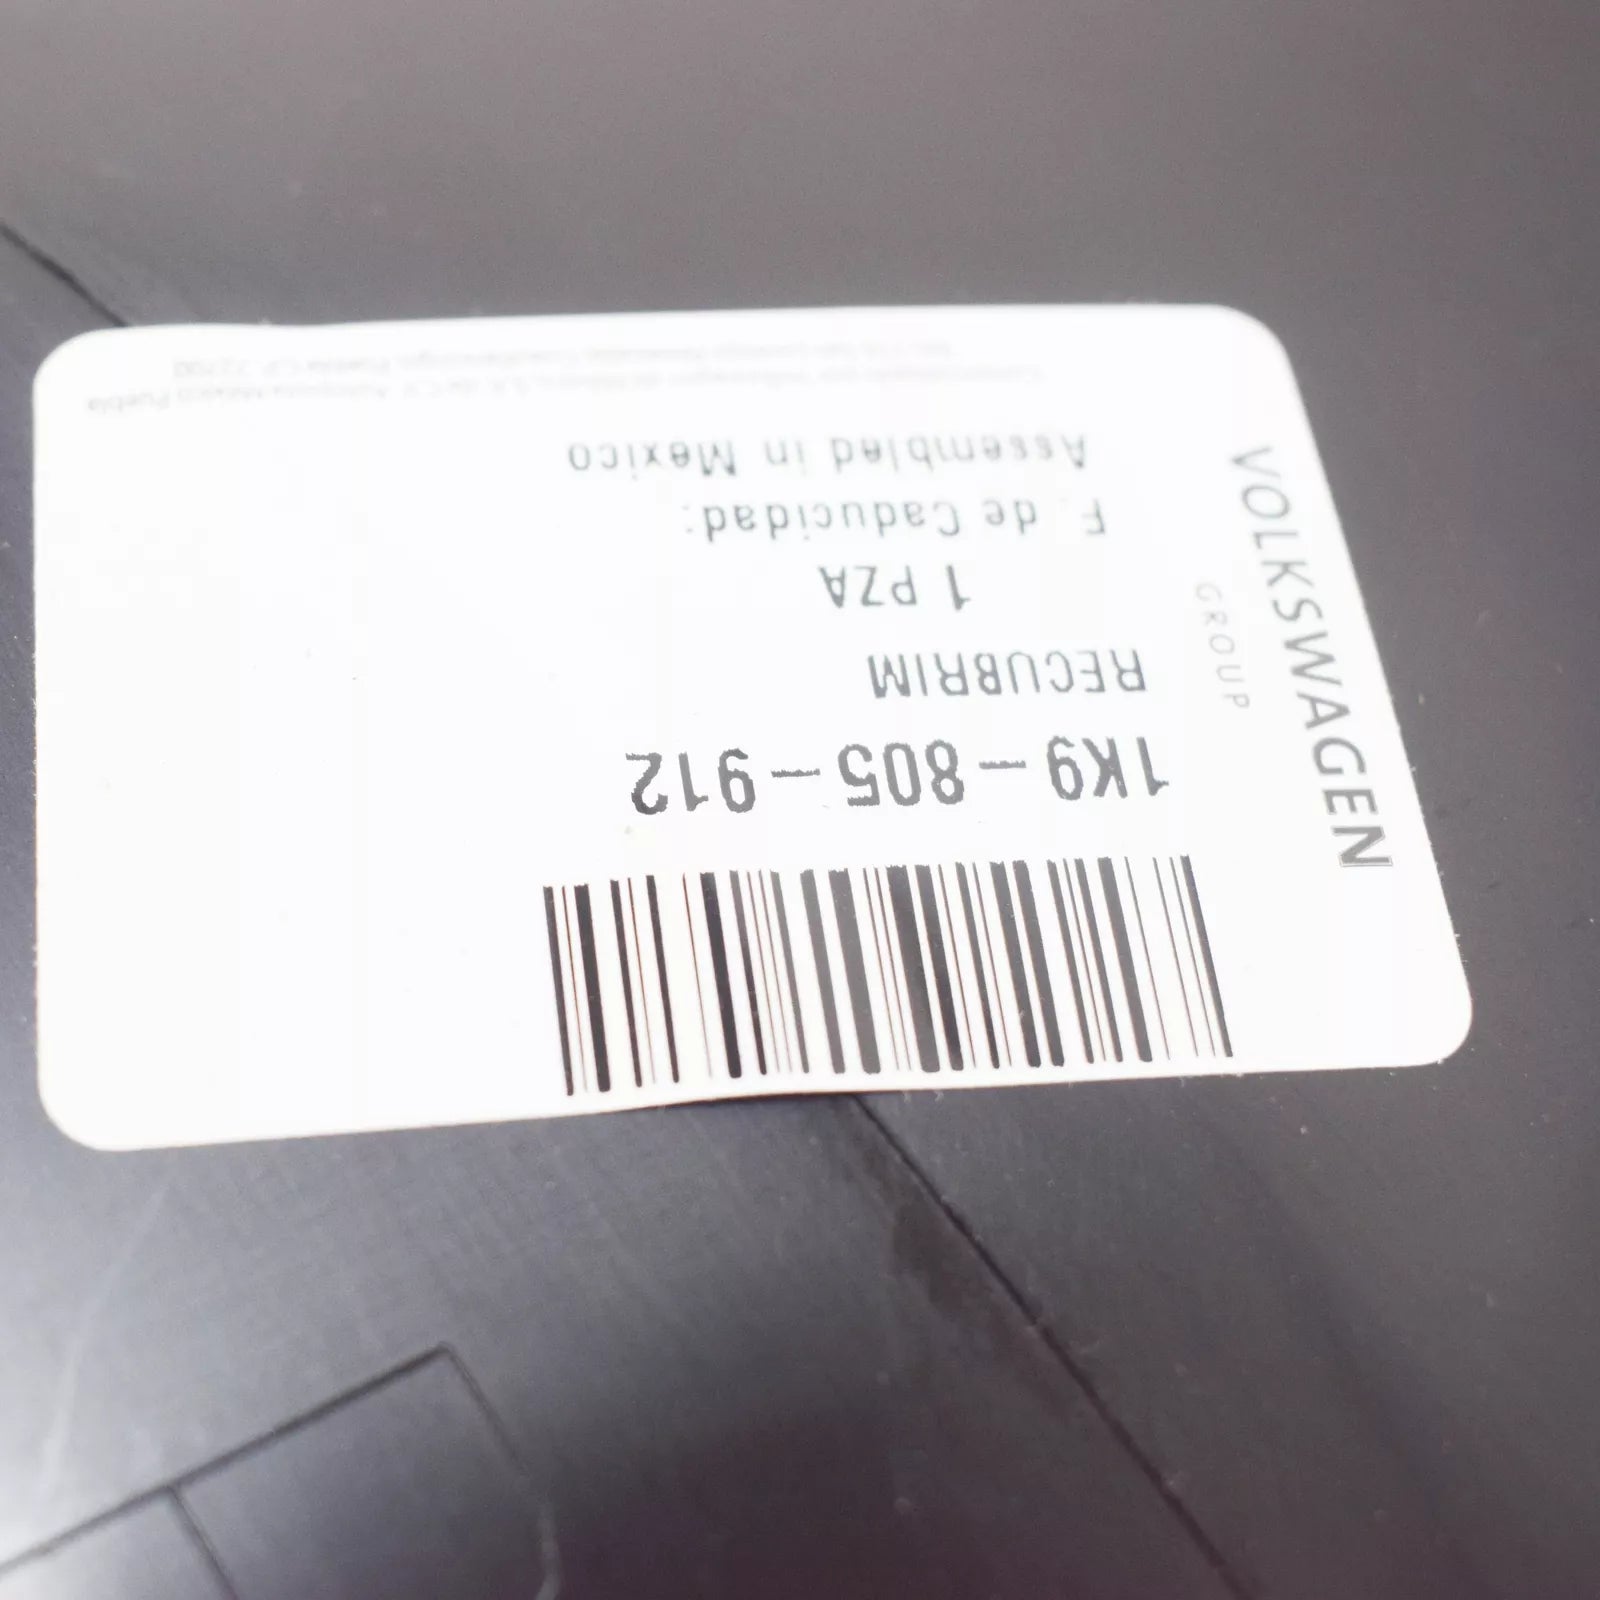 VOLKSWAGEN
GROUP
1K9-805-912
RECUBRIM
1 PZA
F. de Caducidad:
Assembled in Mexico